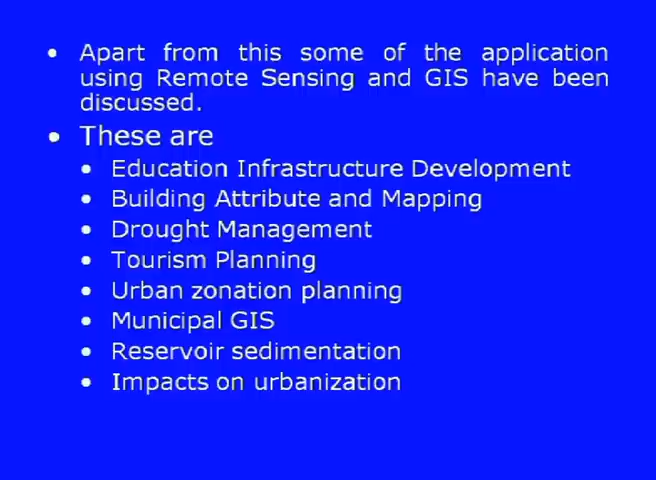 • Apart from this some of the application
using Remote Sensing and GIS have been
discussed.
• These are
• Education Infrastructure Development
• Building Attribute and Mapping
• Drought Management
• Tourism Planning
• Urban zonation planning
• Municipal GIS
• Reservoir sedimentation
• Impacts on urbanization